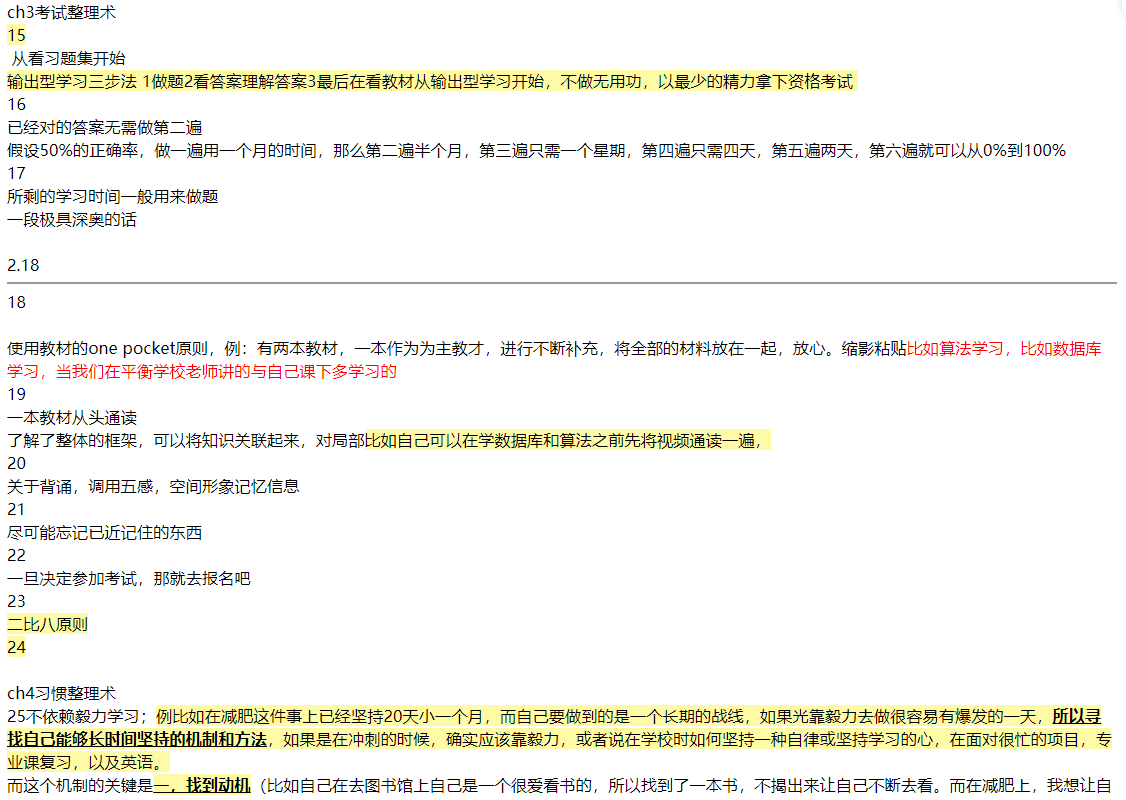 ch3考试整理术
15
从看习题集开始
输出型学习三步法 1做题2看答案理解答案3最后在看教材从输出型学习开始，不做无用功，以最少的精力拿下资格考试
16
已经对的答案无需做第二遍
假设50%的正确率，做一遍用一个月的时间，那么第二遍半个月，第三遍只需一个星期，第四遍只需四天，第五遍两天，第六遍就可以从0%到100%
17
所剩的学习时间一般用来做题
一段极具深奥的话
2.18
18
使用教材的one pocket原则，例：有两本教材，一本作为为主教才，进行不断补充，将全部的材料放在一起，放心。缩影粘贴比如算法学习，比如数据库
学习，当我们在平衡学校老师讲的与自己课下多学习的
19
一本教材从头通读
了解了整体的框架，可以将知识关联起来，对局部比如自己可以在学数据库和算法之前先将视频通读一遍，
20
关于背诵，调用五感，空间形象记忆信息
21
尽可能忘记已近记住的东西
22
一旦决定参加考试，那就去报名吧
23
二比八原则
24
ch4习惯整理术
25不依赖毅力学习；例比如在减肥这件事上已经坚持20天小一个月，而自己要做到的是一个长期的战线，如果光靠毅力去做很容易有爆发的一天，所以寻
找自己能够长时间坚持的机制和方法，如果是在冲刺的时候，确实应该靠毅力，或者说在学校时如何坚持一种自律或坚持学习的心，在面对很忙的项目，专
业课复习，以及英语。
而这个机制的关键是一，找到动机（比如自己在去图书馆上自己是一个很爱看书的，所以找到了一本书，不揭出来让自己不断去看。而在减肥上，我想让自